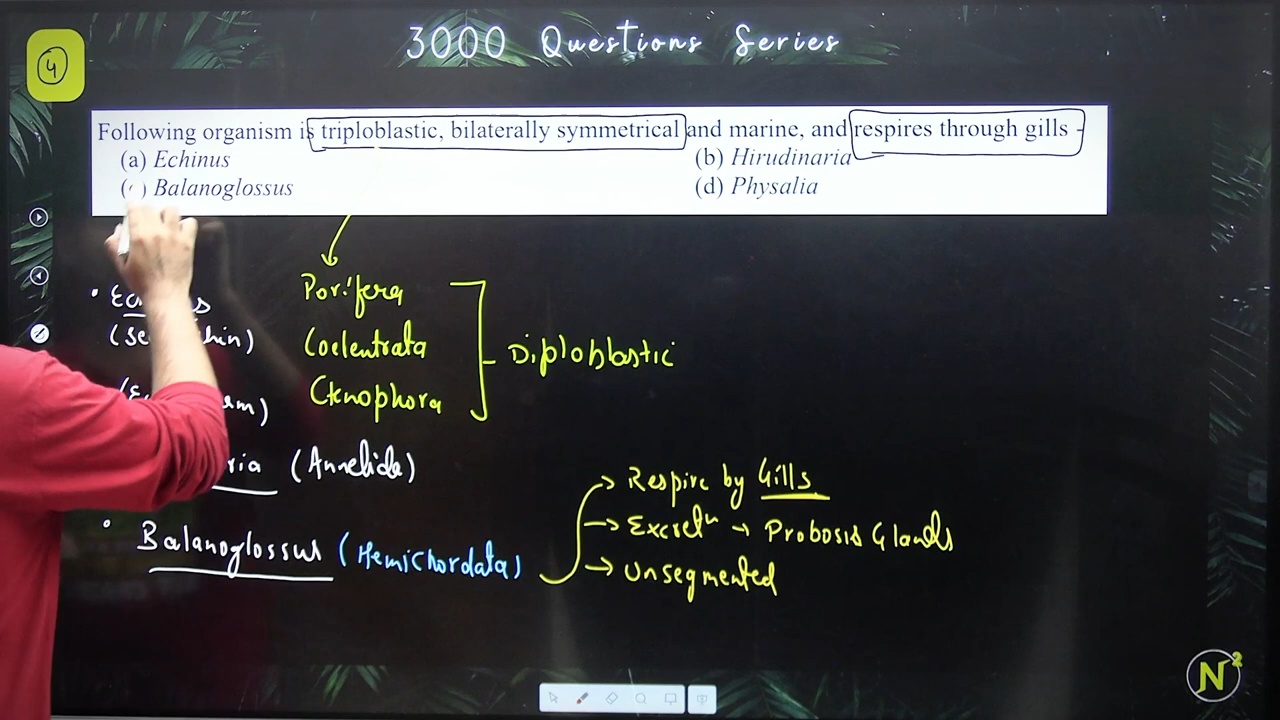 3000 Questions Series
4
Following organism is triploblastic, bilaterally symmetrical and marine, and respires through gills -
(a) Echinus
(b) Hirudinaria
( ) Balanoglossus
(d) Physalia
Porifera
Coelentrata
Ctenophora
Diploblastic
(Annelida)
Balanoglossus (Hemichordata)
→ Respire by Gills
→ Excretⁿ → Probosis Glands
→ Unsegmented
N²